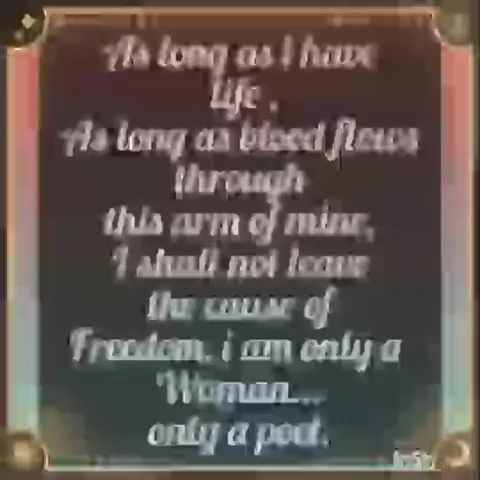 As long as i have
life .
As long as blood flows
through
this arm of mine,
I shall not leave
the cause of
Freedom. i am only a
Woman...
only a poet.